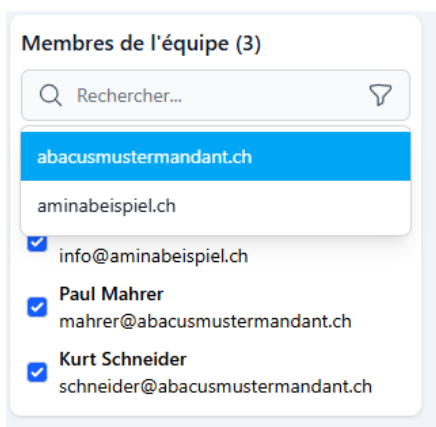 Membres de l'équipe (3)
Rechercher...
abacusmustermandant.ch
aminabeispiel.ch
info@aminabeispiel.ch
Paul Mahrer
mahrer@abacusmustermandant.ch
Kurt Schneider
schneider@abacusmustermandant.ch